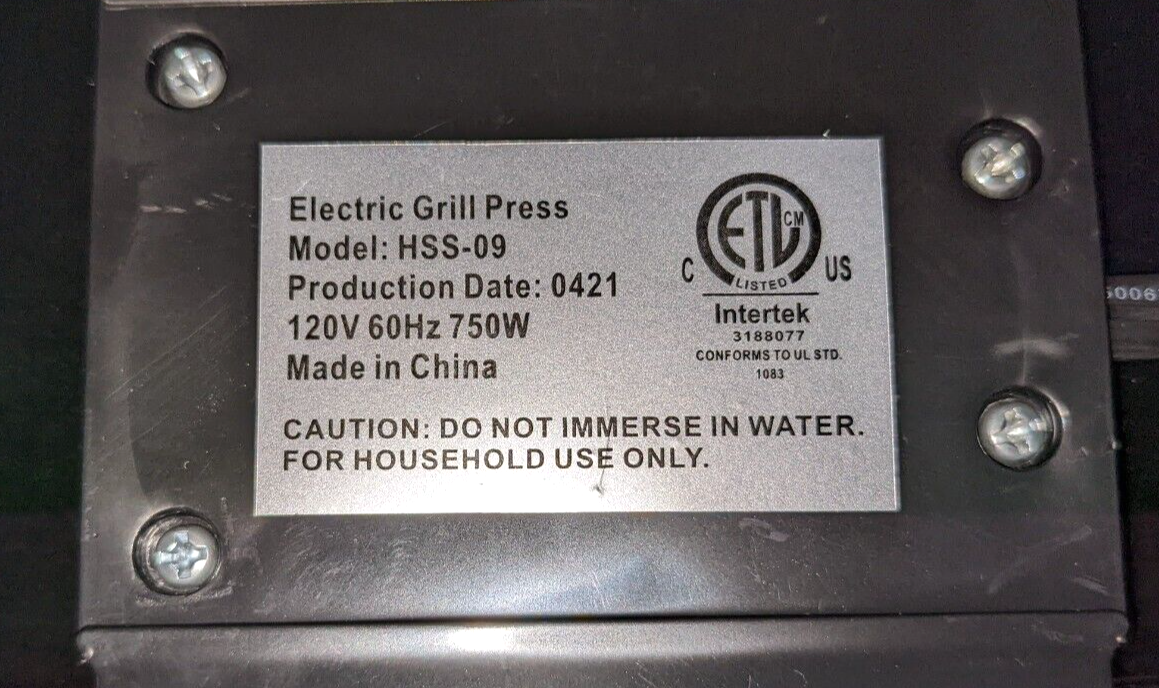 Electric Grill Press
Model: HSS-09
Production Date: 0421
120V 60Hz 750W
Made in China
CAUTION: DO NOT IMMERSE IN WATER.
FOR HOUSEHOLD USE ONLY.
ETL CM
C US
LISTED
Intertek
3188077
CONFORMS TO UL STD.
1083